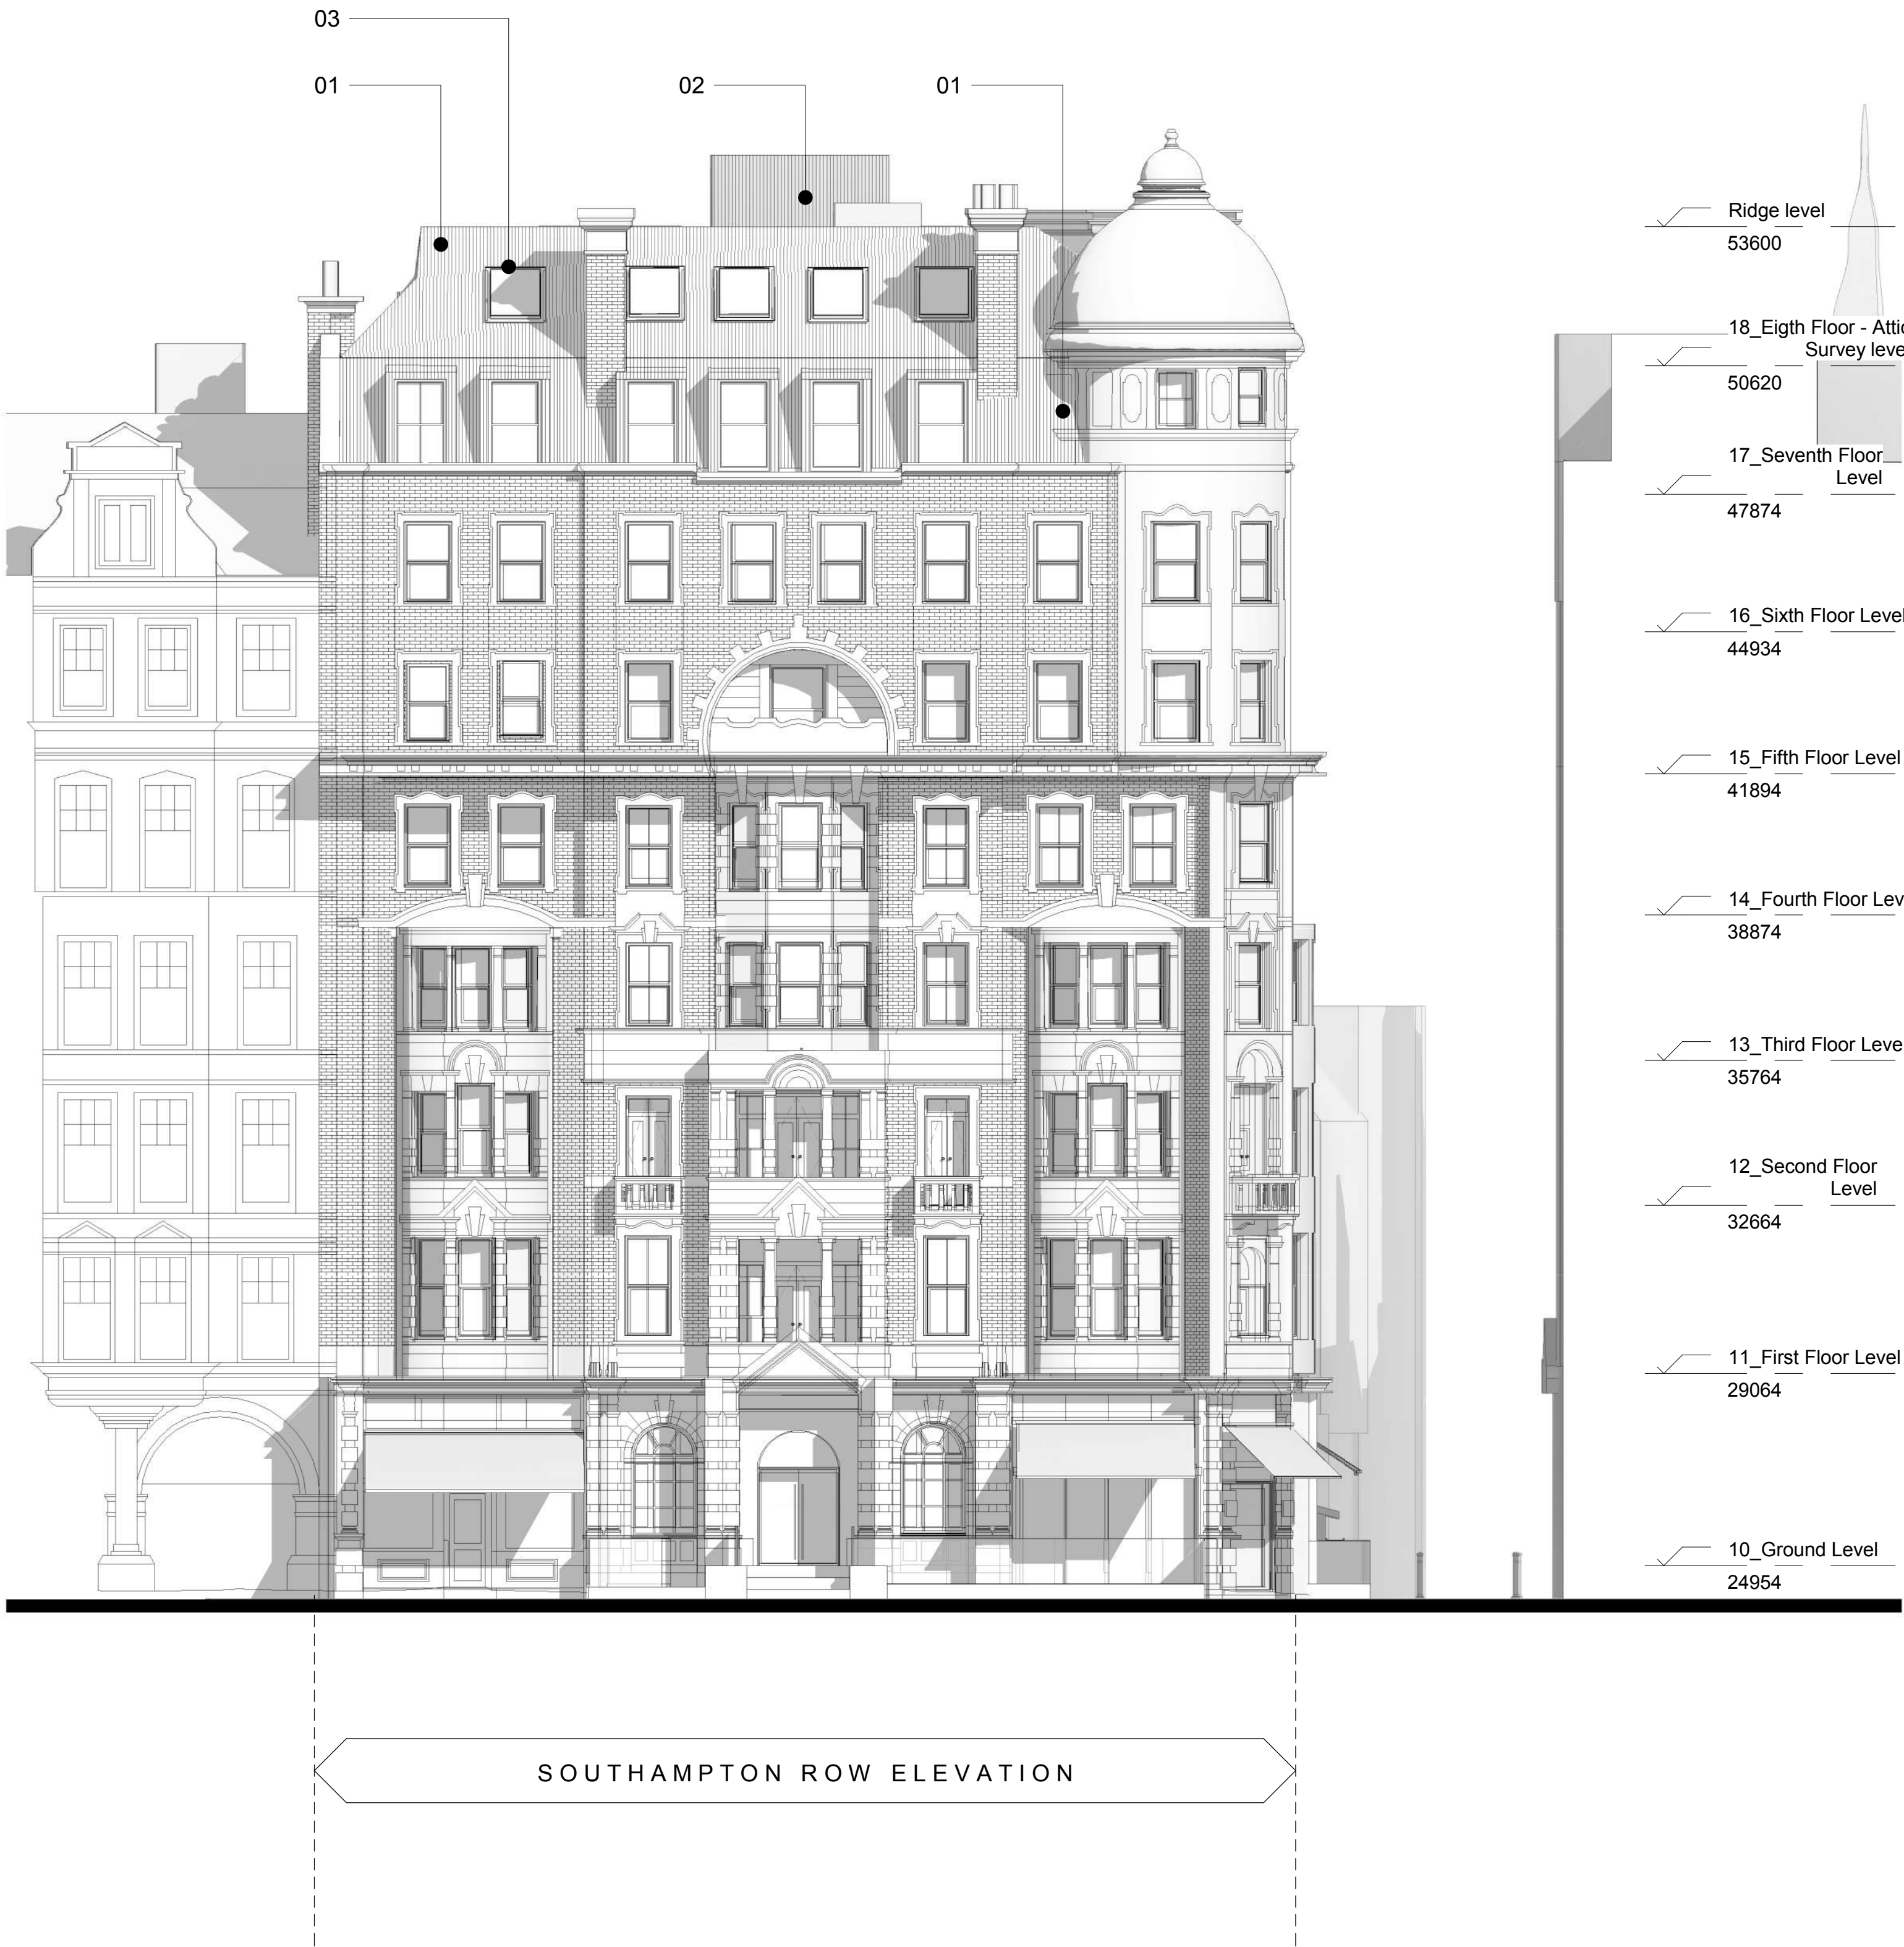 03
01
02
01
Ridge level
53600
18_Eigth Floor - Attic
Survey level
50620
17_Seventh Floor
Level
47874
16_Sixth Floor Level
44934
15_Fifth Floor Level
41894
14_Fourth Floor Lev
38874
13_Third Floor Level
35764
12_Second Floor
Level
32664
11_First Floor Level
29064
10_Ground Level
24954
SOUTHAMPTON ROW ELEVATION